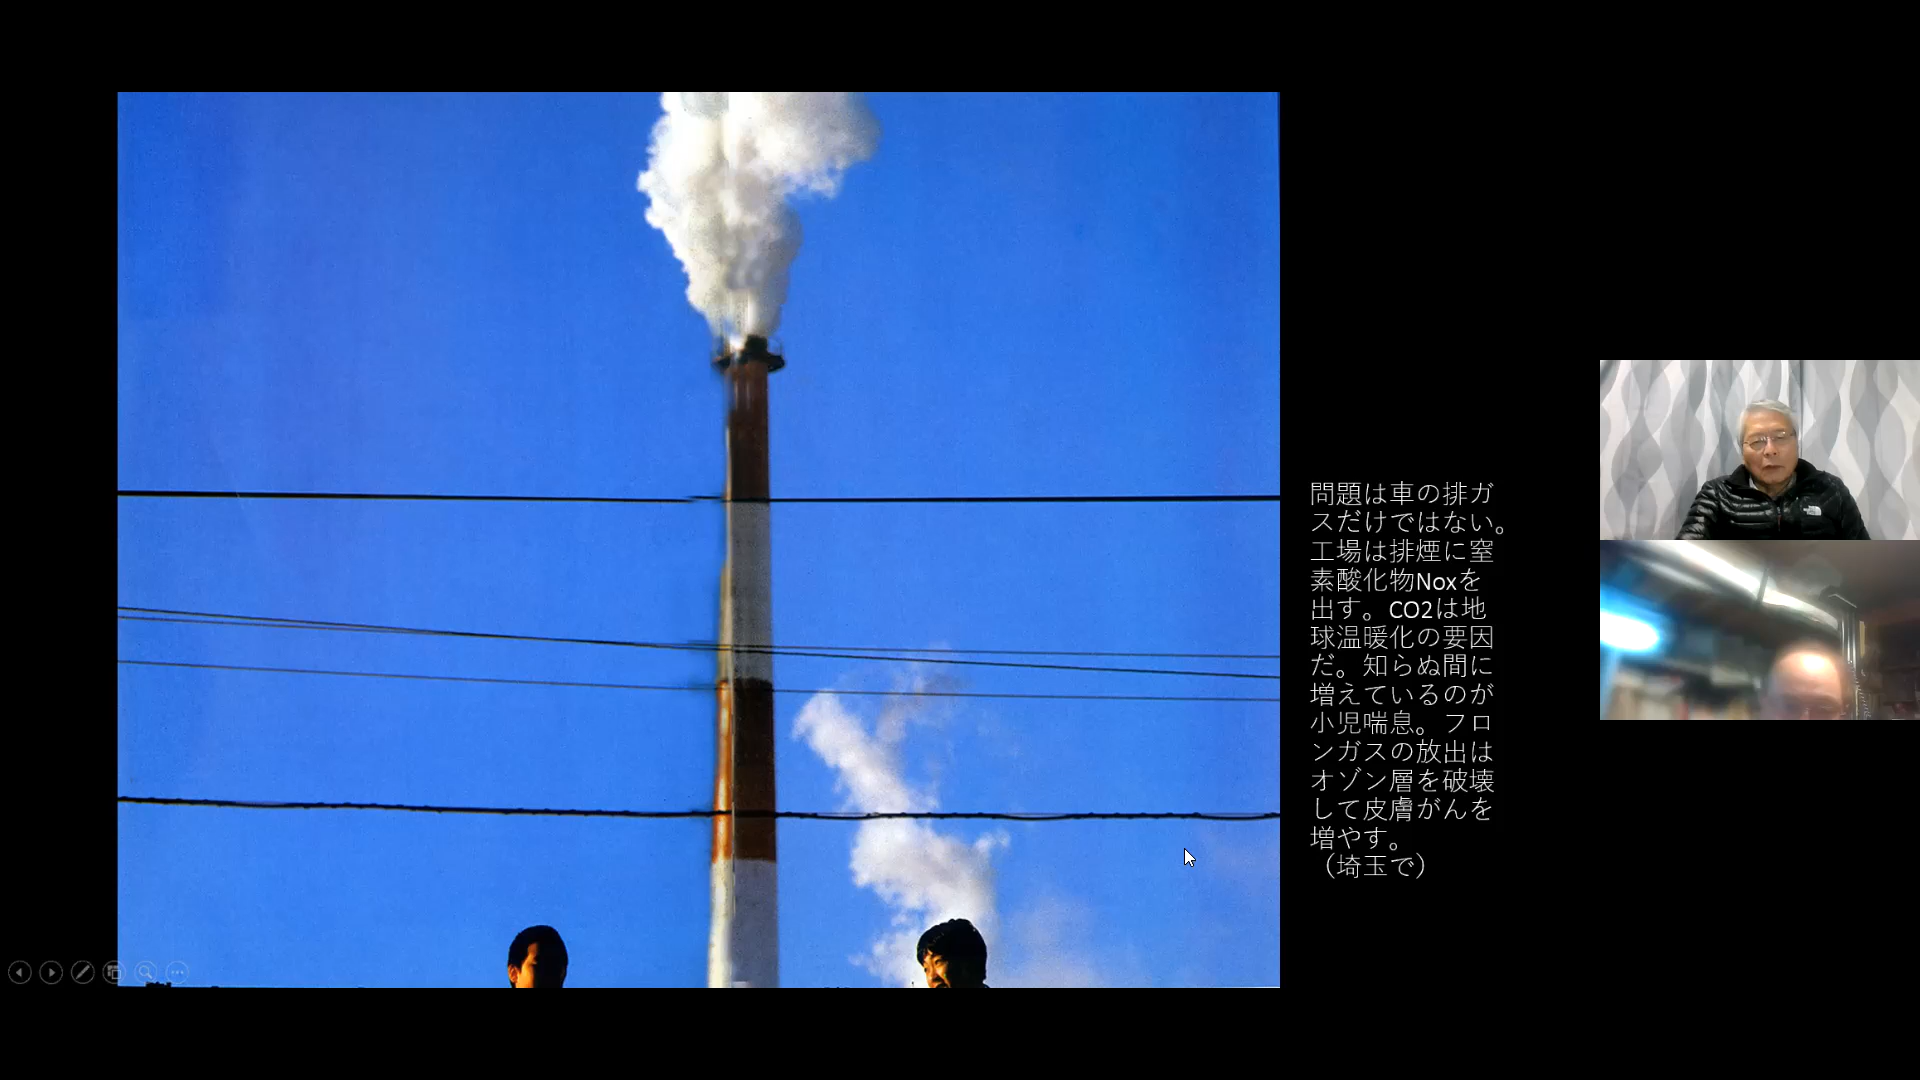 問題は車の排ガ
スだけではない。
工場は排煙に窒
素酸化物Noxを
出す。CO2は地
球温暖化の要因
だ。知らぬ間に
増えているのが
小児喘息。フロ
ンガスの放出は
オゾン層を破壊
して皮膚がんを
増やす。
（埼玉で）